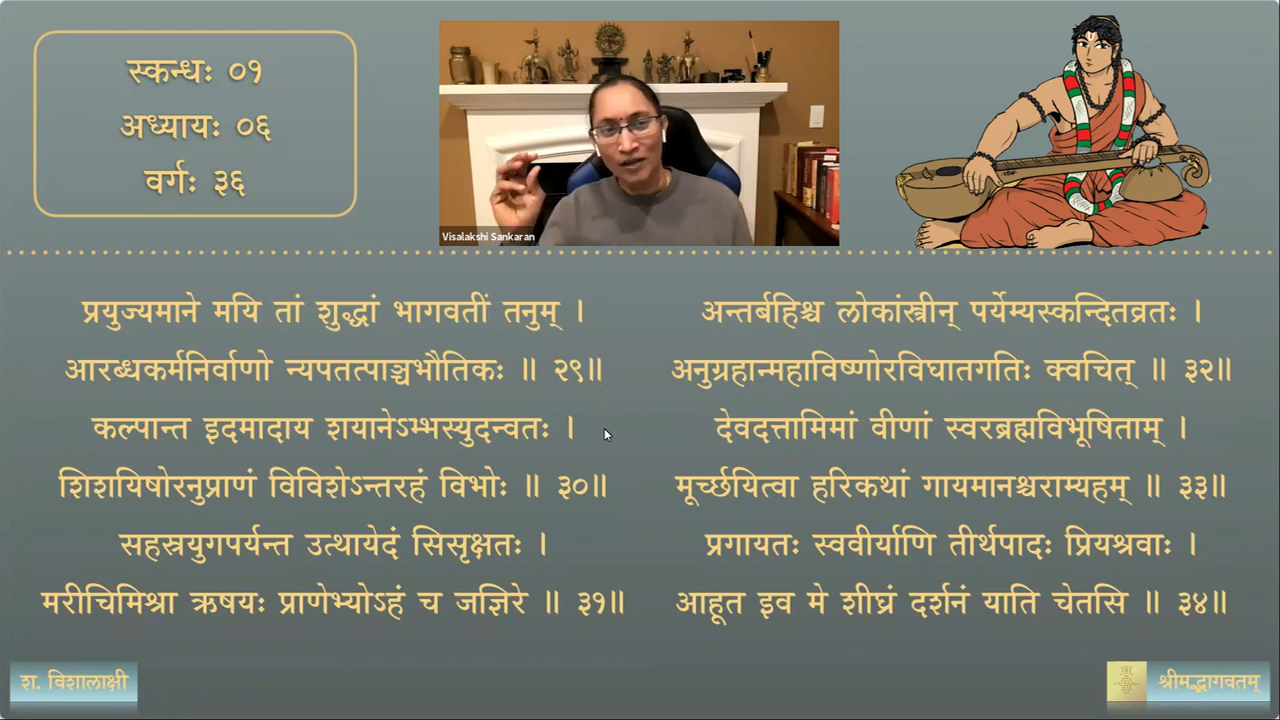 स्कन्धः ०१
अध्यायः ०६
वर्गः ३६
Visalakshi Sankaran
प्रयुज्यमाने मयि तां शुद्धां भागवतीं तनुम् ।
आरब्धकर्मनिर्वाणो न्यपतत्पाञ्चभौतिकः ॥ २९॥
कल्पान्त इदमादाय शयानेऽम्भस्युदन्वतः ।
शिशयिषोरनुप्राणं विविशेऽन्तरहं विभोः ॥ ३०॥
सहस्रयुगपर्यन्त उत्थायेदं सिसृक्षतः ।
मरीचिमिश्रा ऋषयः प्राणेभ्योऽहं च जज्ञिरे ॥ ३१॥
अन्तर्बहिश्च लोकांस्त्रीन् पर्येम्यस्कन्दितव्रतः ।
अनुग्रहान्महाविष्णोरविघातगतिः क्वचित् ॥ ३२॥
देवदत्तामिमां वीणां स्वरब्रह्मविभूषिताम् ।
मूर्च्छयित्वा हरिकथां गायमानश्चराम्यहम् ॥ ३३॥
प्रगायतः स्ववीर्याणि तीर्थपादः प्रियश्रवाः ।
आहूत इव मे शीघ्रं दर्शनं याति चेतसि ॥ ३४॥
श. विशालाक्षी
श्रीमद्भागवतम्